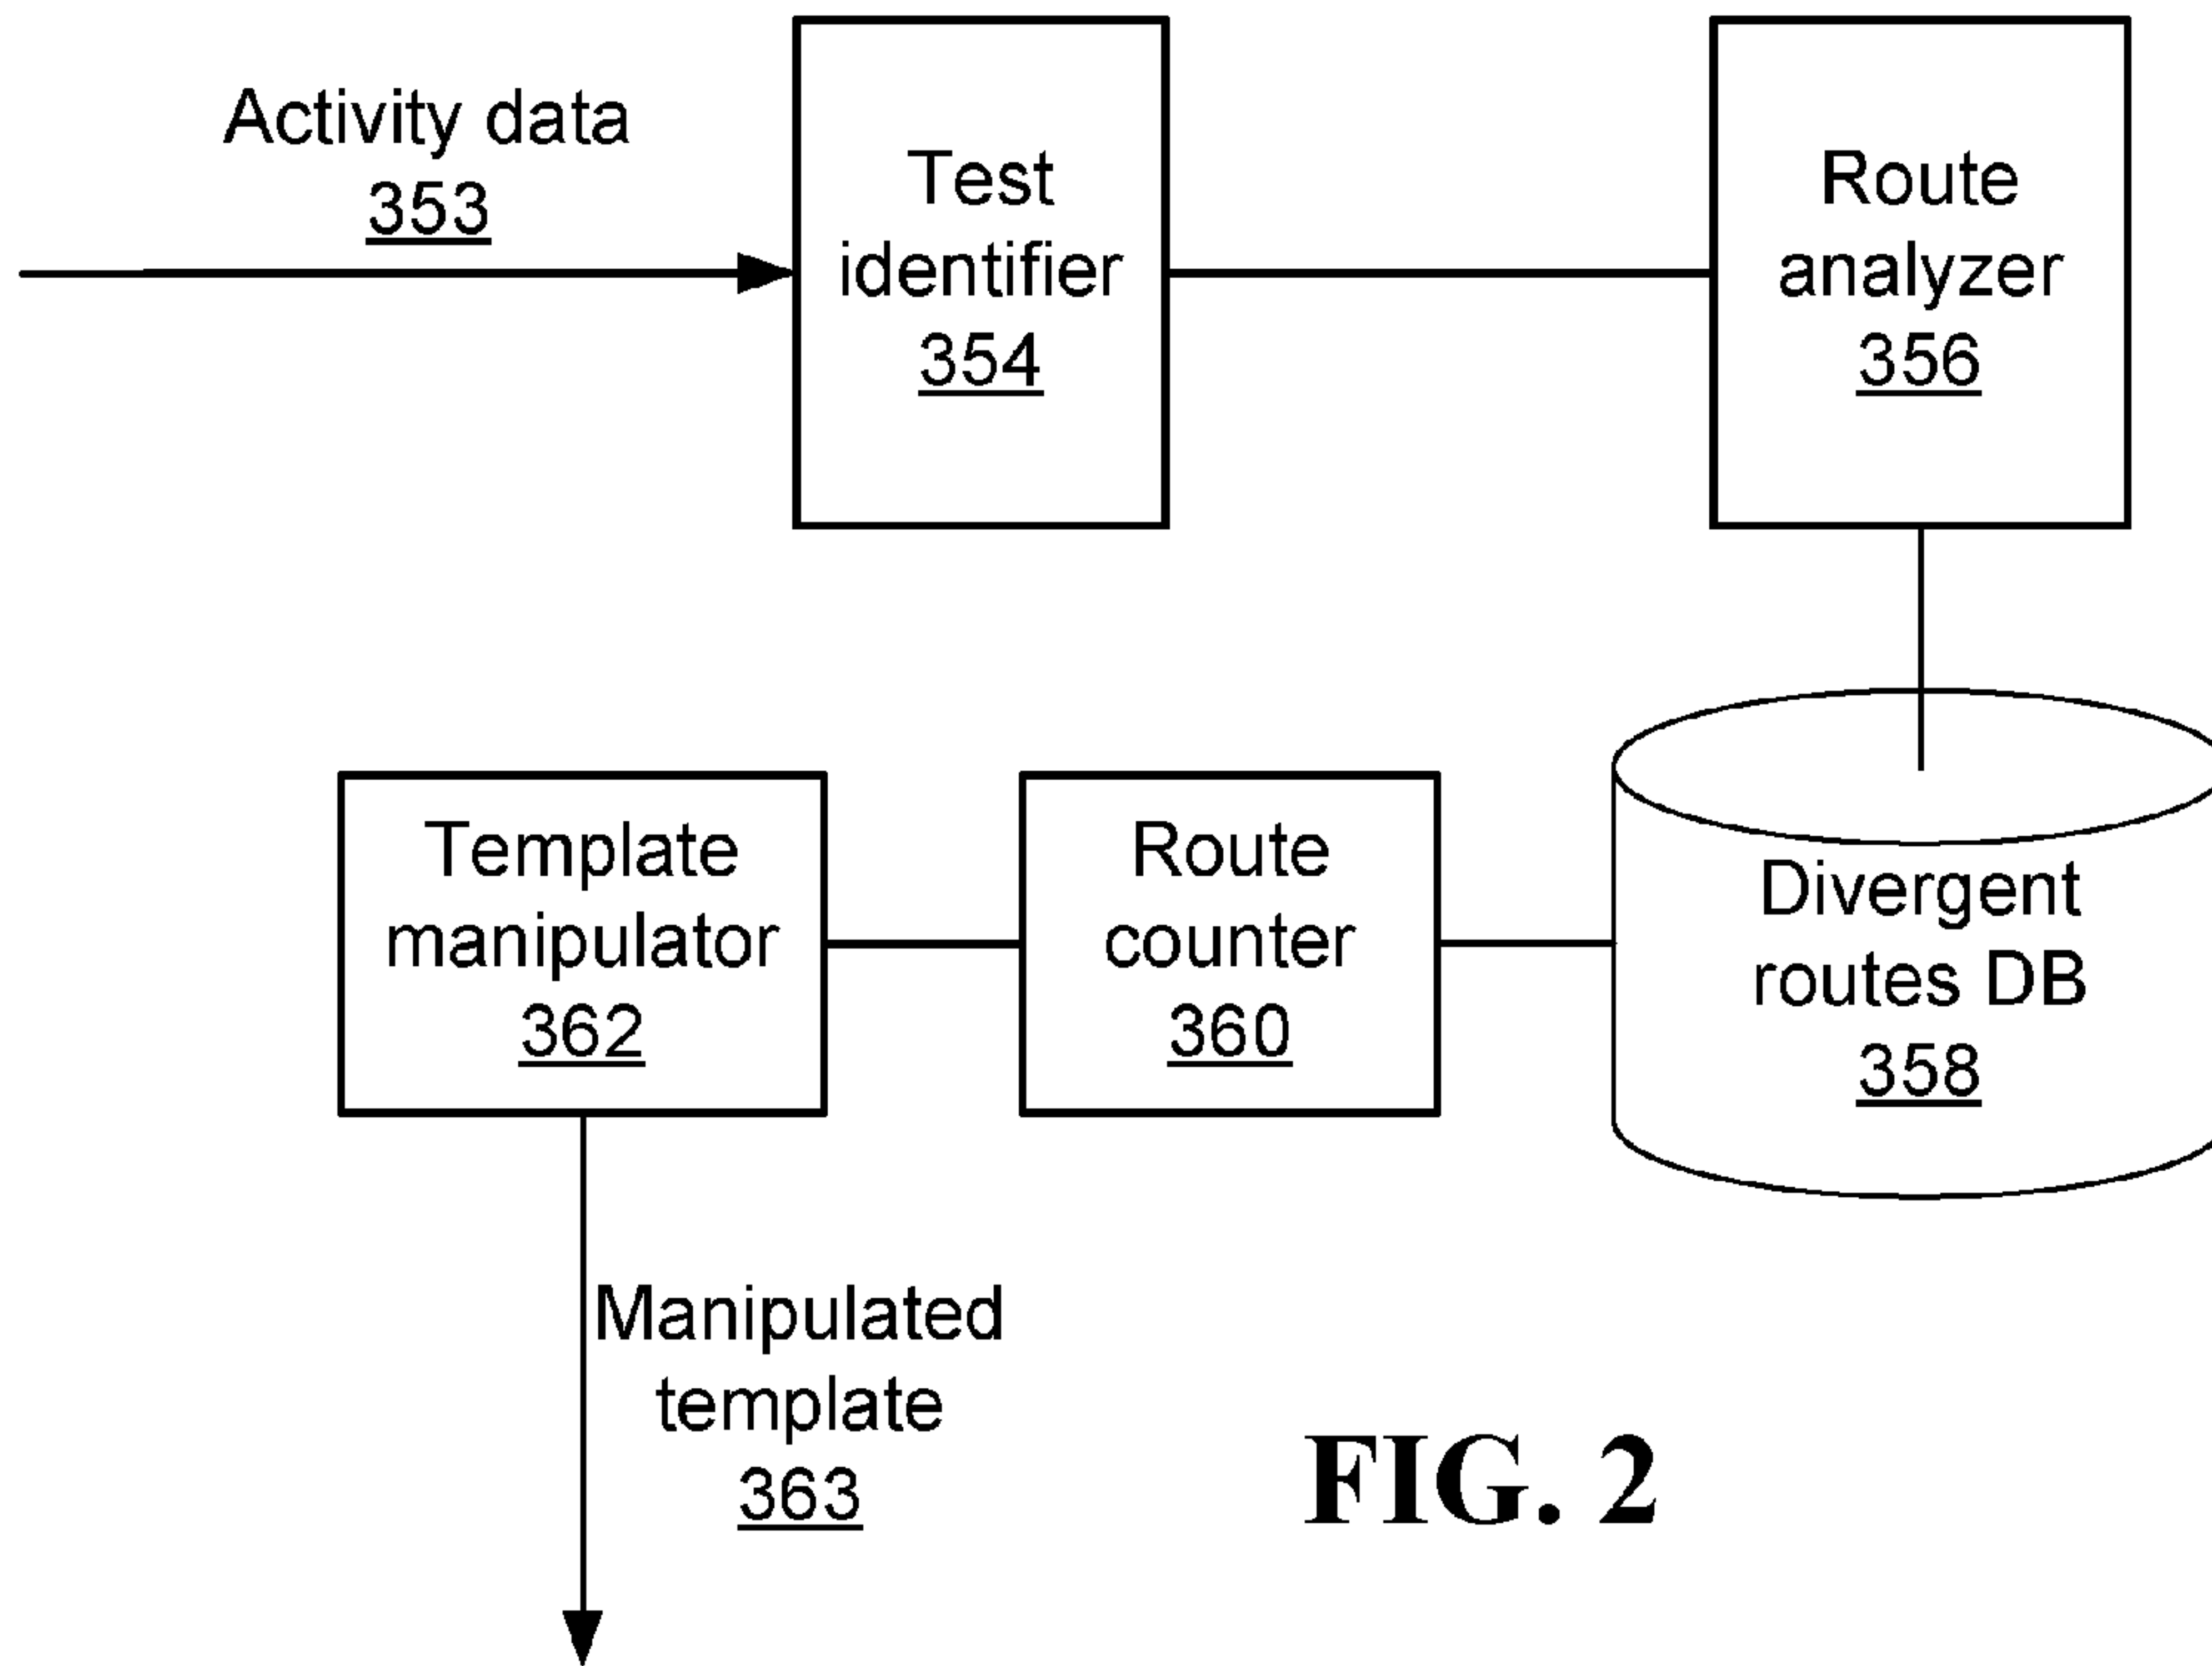 Activity data
353
Test
identifier
354
Route
analyzer
356
Template
manipulator
362
Route
counter
360
Divergent
routes DB
358
Manipulated
template
363
FIG. 2